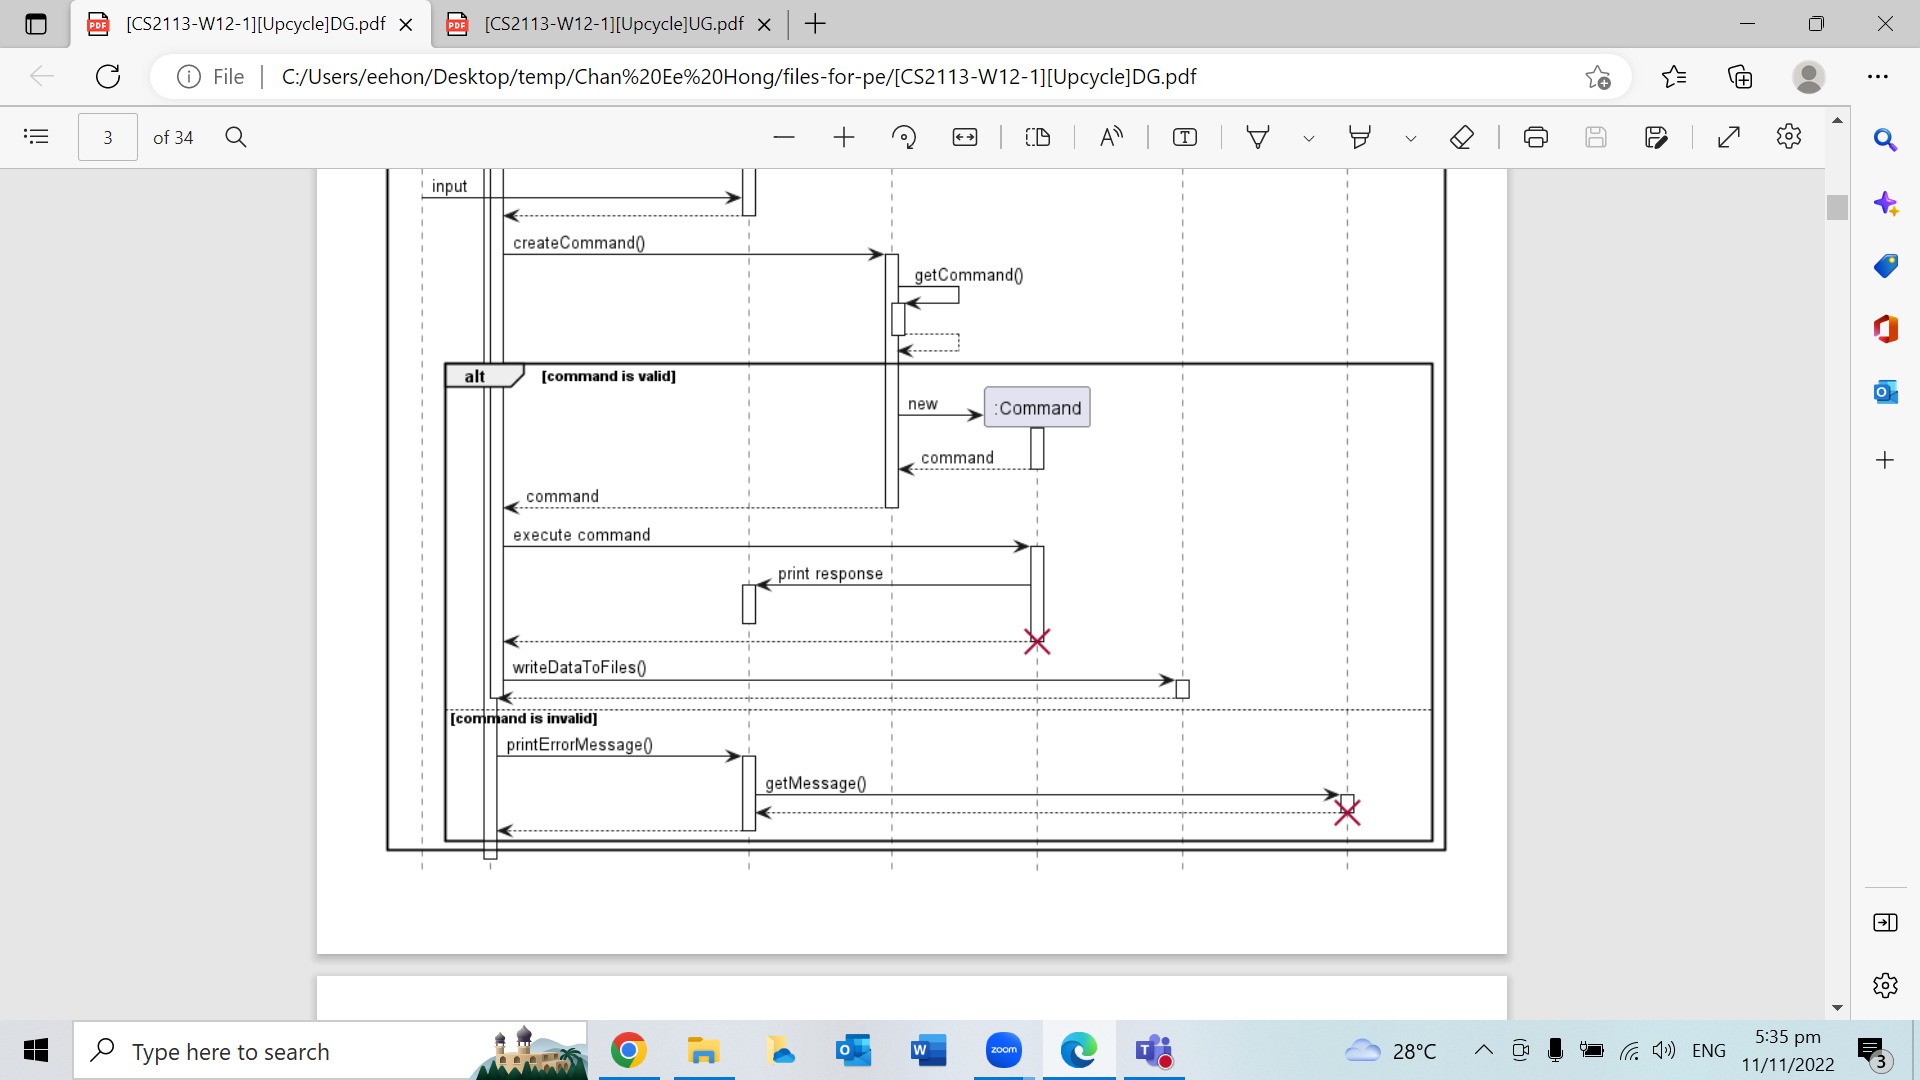 [CS2113-W12-1][Upcycle]DG.pdf
[CS2113-W12-1][Upcycle]UG.pdf
File
C:/Users/eehon/Desktop/temp/Chan%20Ee%20Hong/files-for-pe/[CS2113-W12-1][Upcycle]DG.pdf
3
of 34
input
createCommand()
getCommand()
alt
[command is valid]
new
:Command
command
command
execute command
print response
writeDataToFiles()
[command is invalid]
printErrorMessage()
getMessage()
Type here to search
zoom
28°C
ENG
5:35 pm
11/11/2022
3